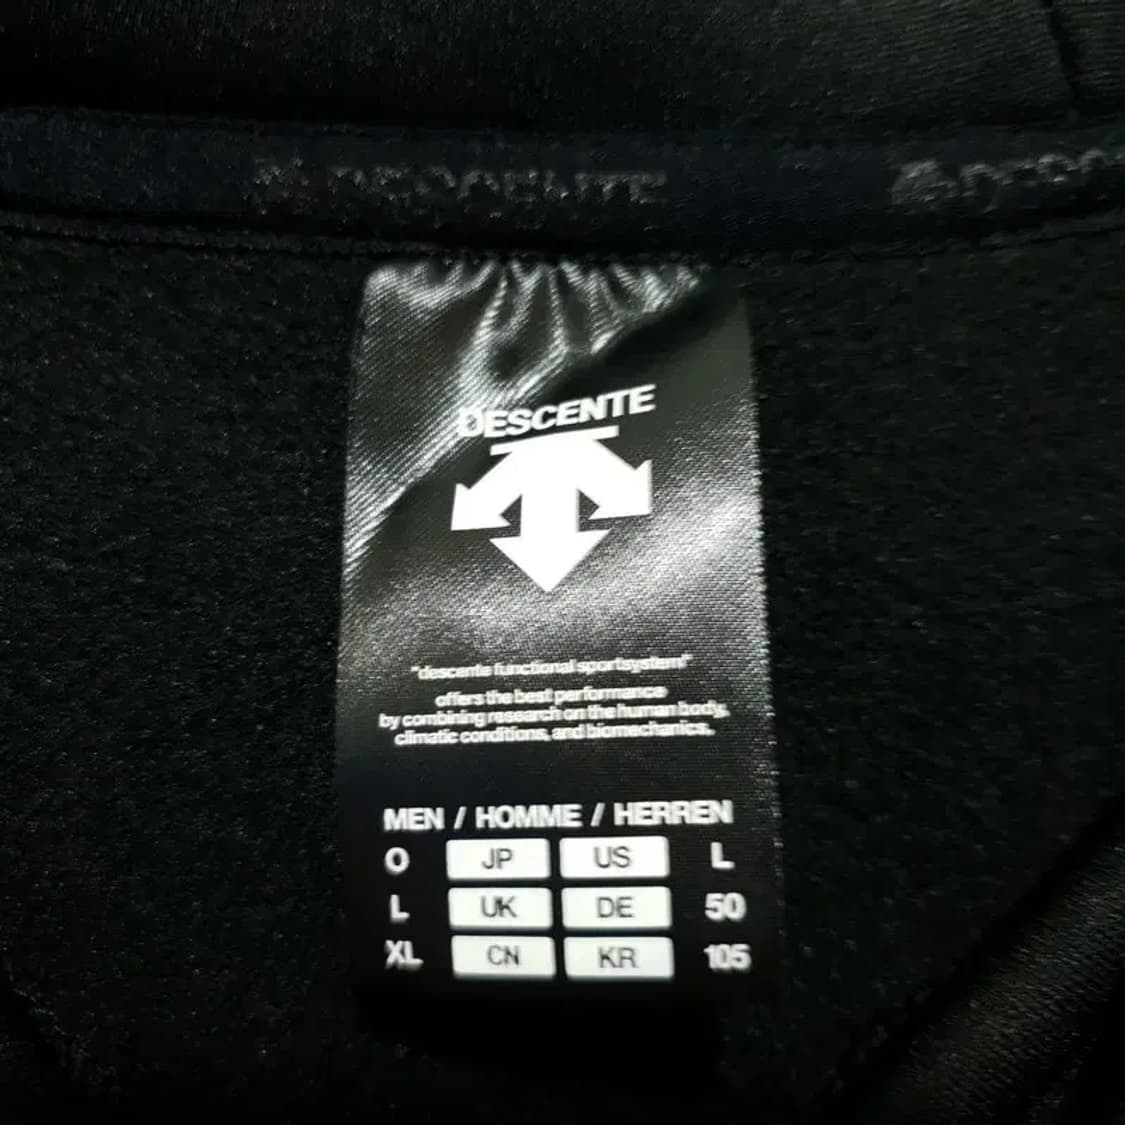 DESCENTE
DESCENTE
"descente functional sportsystem"
offers the best performance
by combining research on the human body,
climatic conditions, and biomechanics.
MEN / HOMME / HERREN
O JP US L
L UK DE 50
XL CN KR 105